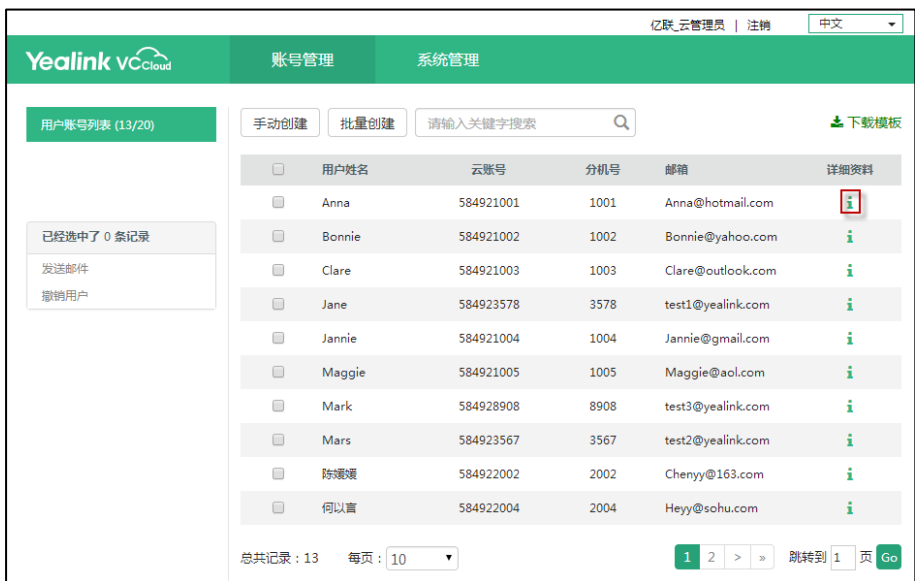 亿联_云管理员 | 注销 中文
Yealink VCCloud 账号管理 系统管理
用户账号列表 (13/20)
手动创建 批量创建 请输入关键字搜索 下载模板
用户姓名 云账号 分机号 邮箱 详细资料
Anna 584921001 1001 Anna@hotmail.com
已经选中了 0 条记录
发送邮件
撤销用户
Bonnie 584921002 1002 Bonnie@yahoo.com
Clare 584921003 1003 Clare@outlook.com
Jane 584923578 3578 test1@yealink.com
Jannie 584921004 1004 Jannie@gmail.com
Maggie 584921005 1005 Maggie@aol.com
Mark 584928908 8908 test3@yealink.com
Mars 584923567 3567 test2@yealink.com
陈媛媛 584922002 2002 Chenyy@163.com
何以言 584922004 2004 Heyy@sohu.com
总共记录：13 每页： 10 1 2 > » 跳转到 1 页 Go